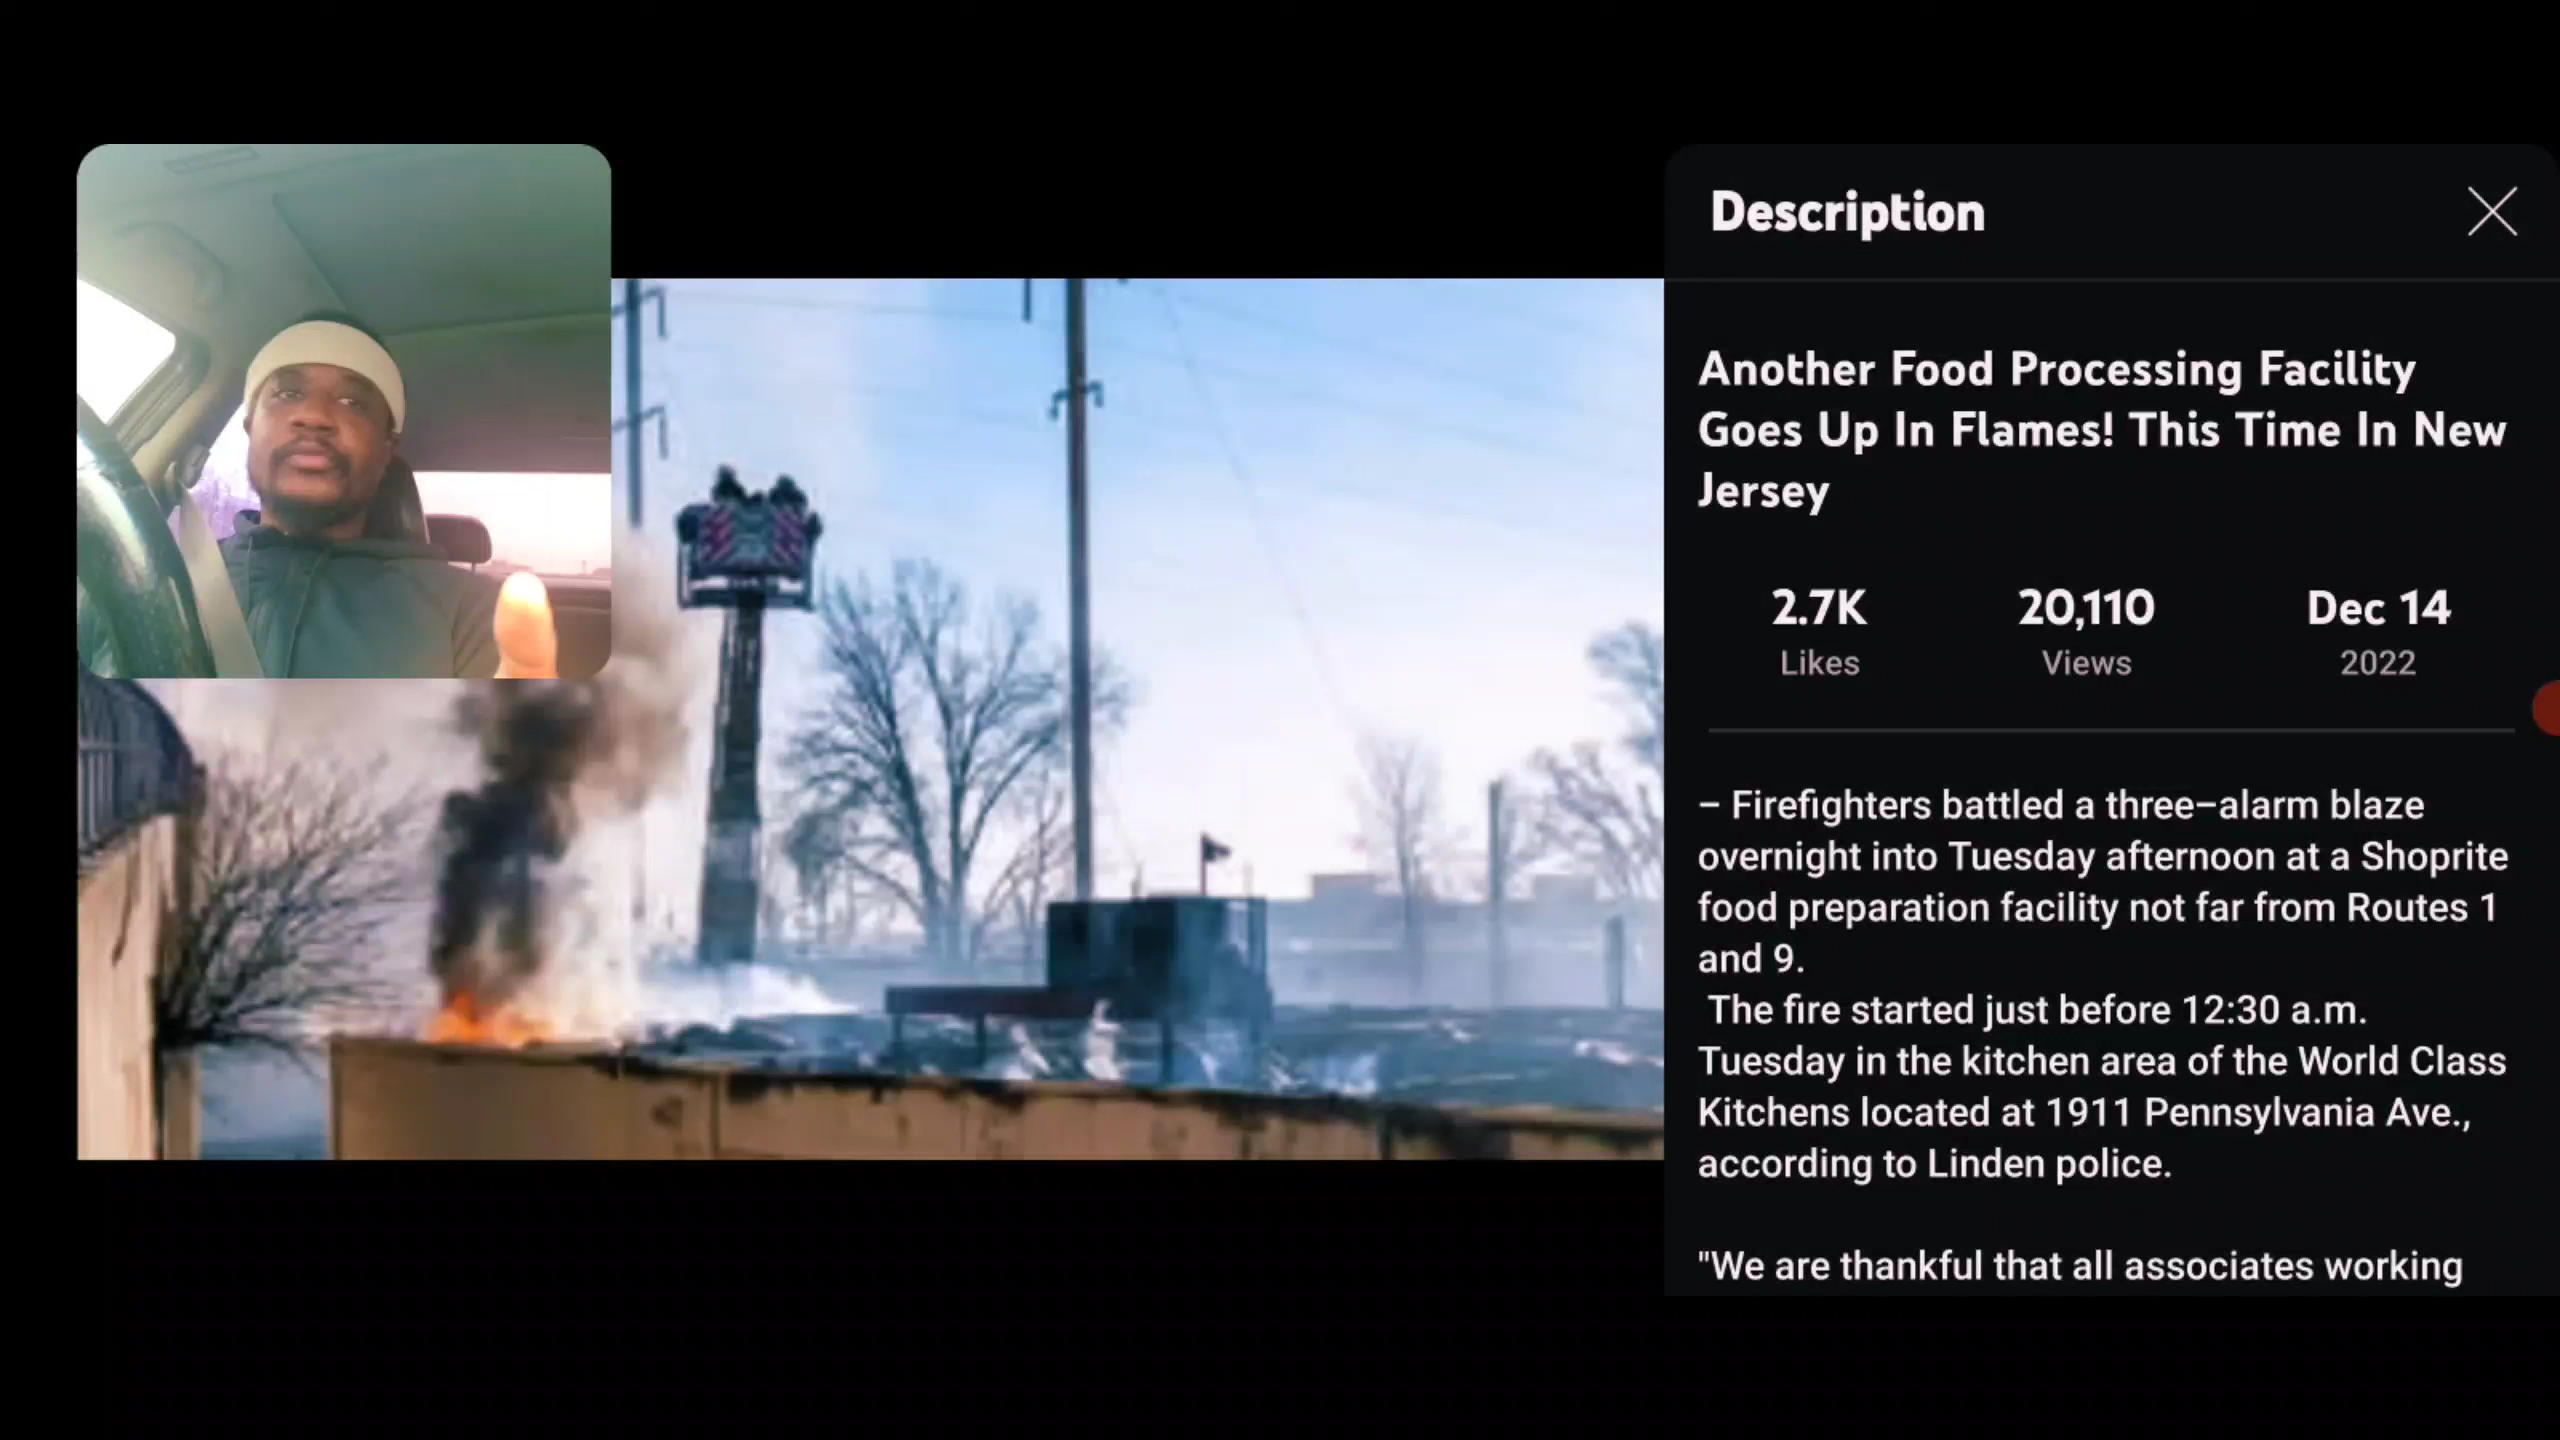 Description
Another Food Processing Facility
Goes Up In Flames! This Time In New
Jersey
2.7K
Likes
20,110
Views
Dec 14
2022
– Firefighters battled a three–alarm blaze
overnight into Tuesday afternoon at a Shoprite
food preparation facility not far from Routes 1
and 9.
The fire started just before 12:30 a.m.
Tuesday in the kitchen area of the World Class
Kitchens located at 1911 Pennsylvania Ave.,
according to Linden police.
"We are thankful that all associates working